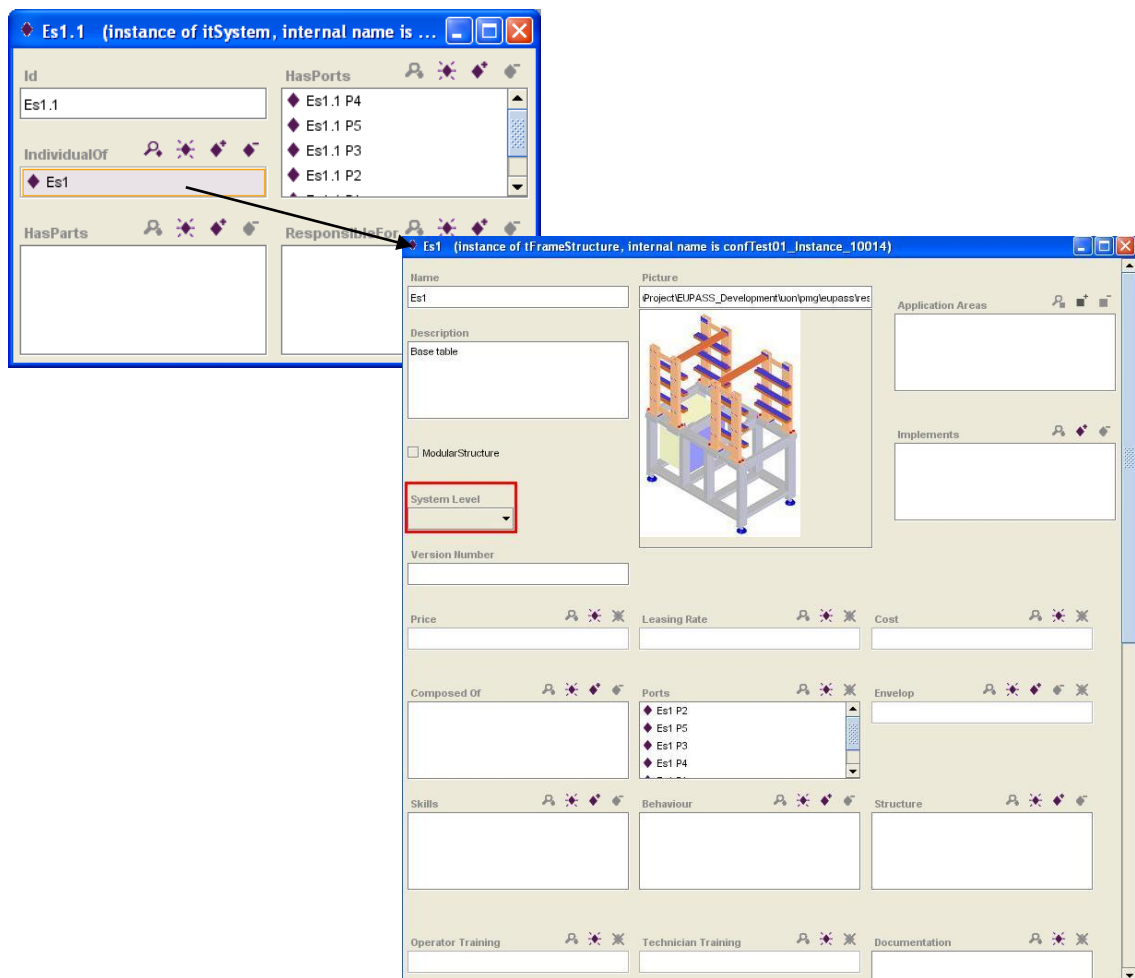 Es1.1 (instance of itSystem, internal name is ...
Id
Es1.1
HasPorts
Es1.1 P4
Es1.1 P5
Es1.1 P3
Es1.1 P2
IndividualOf
Es1
HasParts
ResponsibleFor
Es1 (instance of tFrameStructure, internal name is confTest01_Instance_10014)
Name
Es1
Picture
\Project\EUPASS_Development\uon\pmg\eupass\res
Application Areas
Description
Base table
Implements
ModularStructure
System Level
Version Number
Price
Leasing Rate
Cost
Composed Of
Ports
Es1 P2
Es1 P5
Es1 P3
Es1 P4
Envelop
Skills
Behaviour
Structure
Operator Training
Technician Training
Documentation